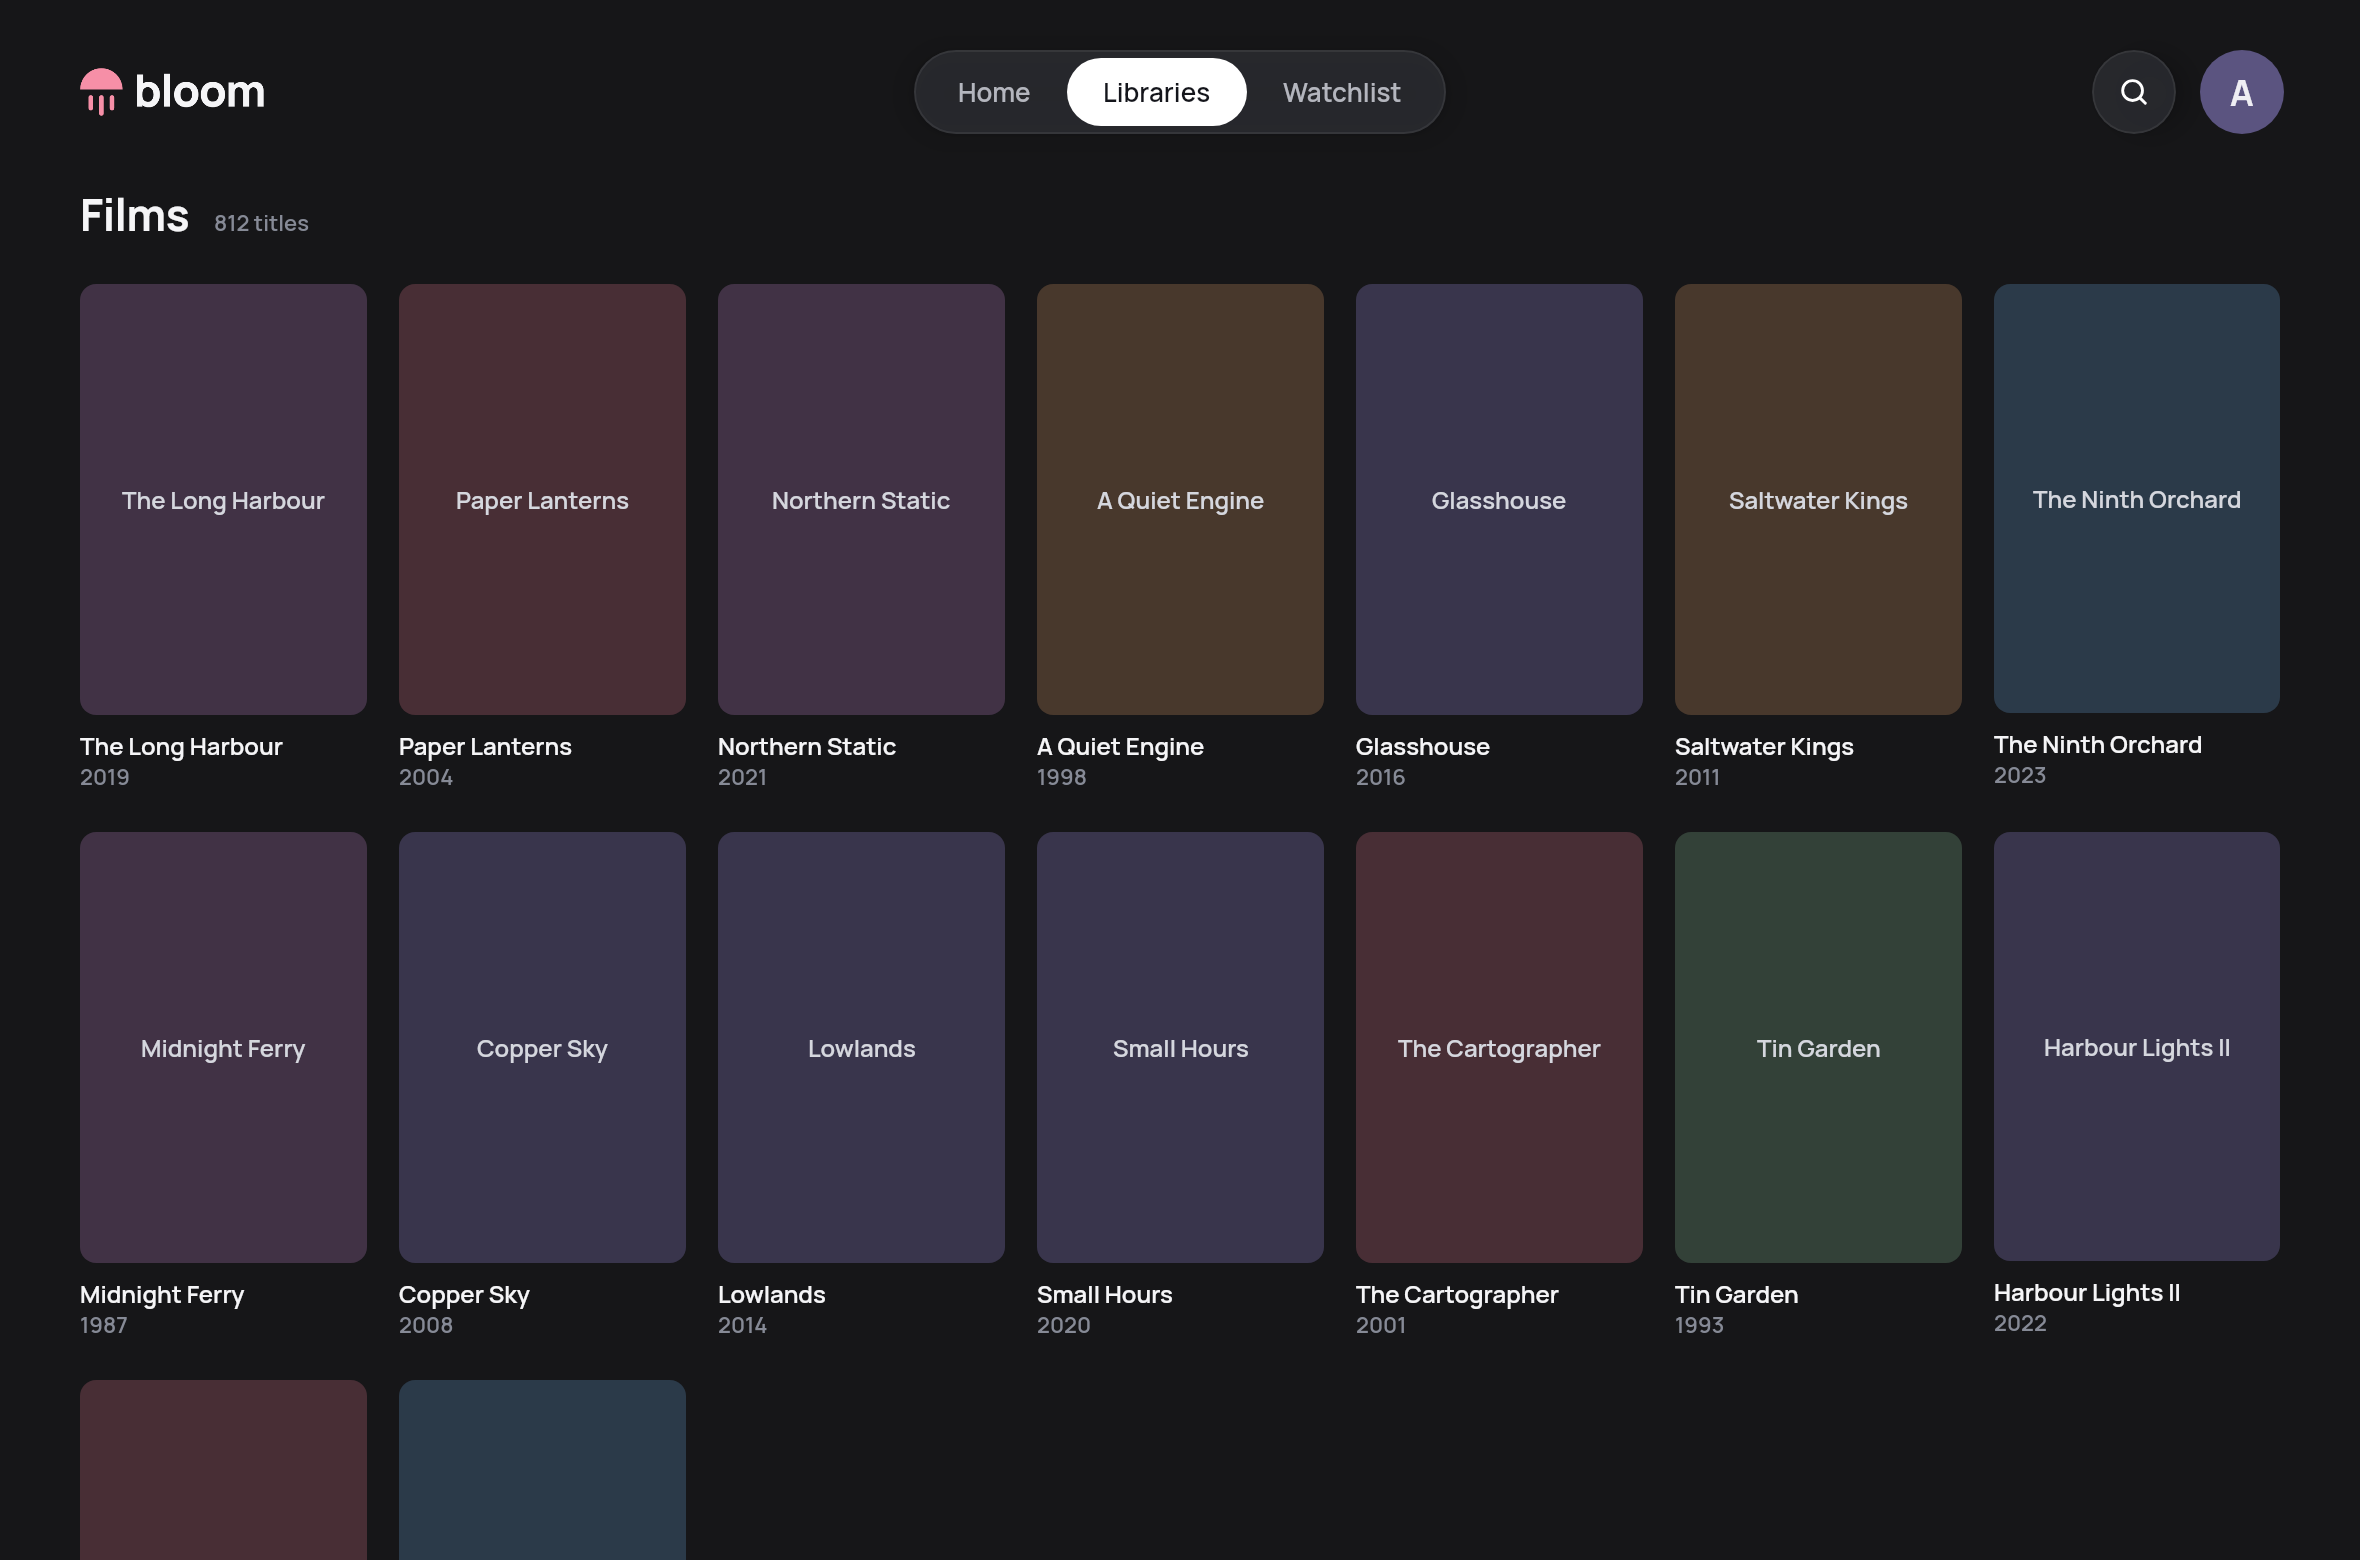 bloom
Home
Libraries
Watchlist
A
Films
812 titles
The Long Harbour
Paper Lanterns
Northern Static
A Quiet Engine
Glasshouse
Saltwater Kings
The Ninth Orchard
The Long Harbour
2019
Paper Lanterns
2004
Northern Static
2021
A Quiet Engine
1998
Glasshouse
2016
Saltwater Kings
2011
The Ninth Orchard
2023
Midnight Ferry
Copper Sky
Lowlands
Small Hours
The Cartographer
Tin Garden
Harbour Lights II
Midnight Ferry
1987
Copper Sky
2008
Lowlands
2014
Small Hours
2020
The Cartographer
2001
Tin Garden
1993
Harbour Lights II
2022